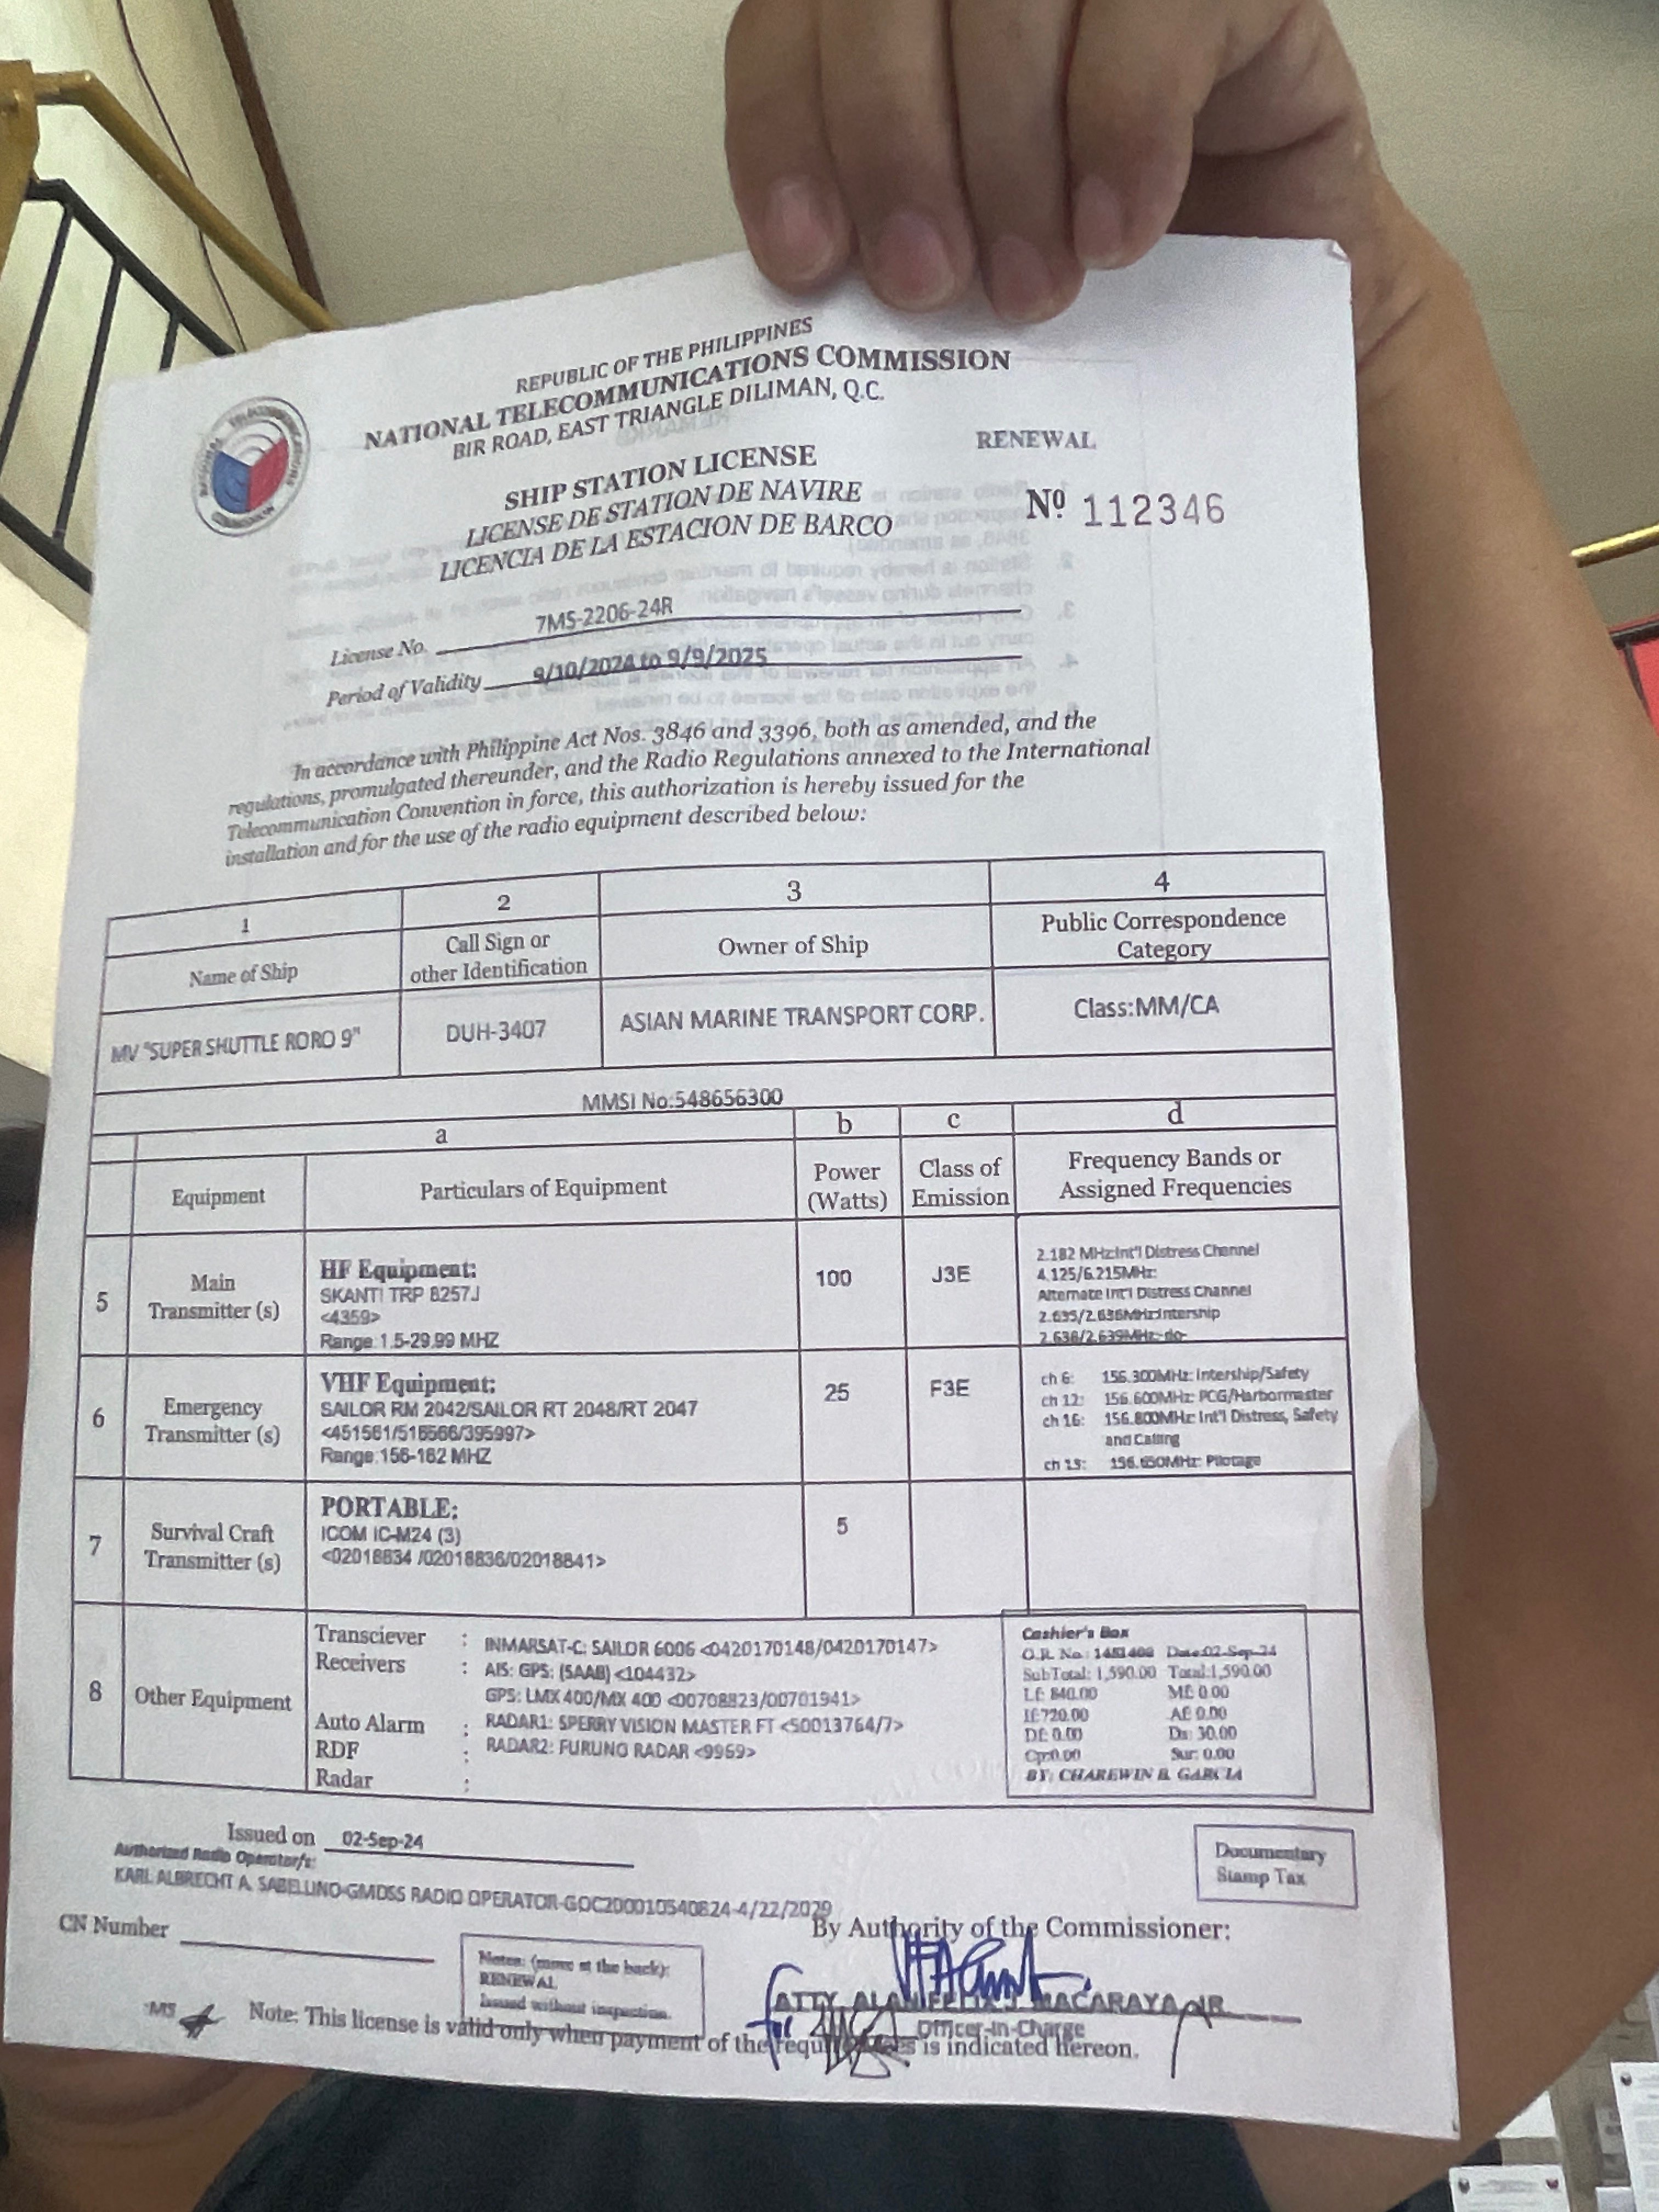 REPUBLIC OF THE PHILIPPINES
NATIONAL TELECOMMUNICATIONS COMMISSION
BIR ROAD, EAST TRIANGLE DILIMAN, Q.C.
RENEWAL
SHIP STATION LICENSE
LICENSE DE STATION DE NAVIRE
LICENCIA DE LA ESTACION DE BARCO
Nº 112346
License No. 7MS-2206-24R
Period of Validity 9/10/2024 to 9/9/2025
In accordance with Philippine Act Nos. 3846 and 3396, both as amended, and the
regulations, promulgated thereunder, and the Radio Regulations annexed to the International
Telecommunication Convention in force, this authorization is hereby issued for the
installation and for the use of the radio equipment described below:
1 2 3 4
Name of Ship
Call Sign or other Identification
Owner of Ship
Public Correspondence Category
MV "SUPER SHUTTLE RORO 9"
DUH-3407
ASIAN MARINE TRANSPORT CORP.
Class:MM/CA
MMSI No:548656300
a b c d
Equipment
Particulars of Equipment
Power (Watts)
Class of Emission
Frequency Bands or Assigned Frequencies
5
Main Transmitter (s)
HF Equipment:
SKANTI TRP 8257J
<4359>
Range:1.5-29.99 MHZ
100
J3E
2.182 MHz:Int'l Distress Channel
4.125/6.215MHz:
Alternate Int'l Distress Channel
2.635/2.636MHz:Intership
2.638/2.639MHz:-do-
6
Emergency Transmitter (s)
VHF Equipment:
SAILOR RM 2042/SAILOR RT 2048/RT 2047
<451561/516566/395997>
Range:156-162 MHZ
25
F3E
ch 6: 156.300MHz: Intership/Safety
ch 12: 156.600MHz: PCG/Harbormaster
ch 16: 156.800MHz: Int'l Distress, Safety
and Calling
ch 13: 156.650MHz: Pilotage
7
Survival Craft Transmitter (s)
PORTABLE:
ICOM IC-M24 (3)
<02018834 /02018836/02018841>
5
8
Other Equipment
Transciever : INMARSAT-C: SAILOR 6006 <0420170148/0420170147>
Receivers : AIS: GPS: (SAAB) <104432>
GPS: LMX 400/MX 400 <00708823/00701941>
Auto Alarm : RADAR1: SPERRY VISION MASTER FT <50013764/7>
RDF : RADAR2: FURUNO RADAR <9969>
Radar :
Cashier's Box
O.R. No.: Date:02-Sep-24
SubTotal: 1,590.00 Total:1,590.00
LF: 840.00 MF: 0.00
IF:720.00 AF: 0.00
DF: 0.00 Ds: 30.00
Cp:0.00 Sur: 0.00
BY: CHAREWIN B. GARCIA
Issued on 02-Sep-24
Authorized Radio Operator/s:
KARL ALBRECHT A. SABELLINO-GMDSS RADIO OPERATOR-GOC200010540824-4/22/2029
Documentary
Stamp Tax
CN Number
By Authority of the Commissioner:
Notes: (more at the back):
RENEWAL
Issued without inspection.
ATTY. ALAN FELIX J. MACARAYA, JR.
Officer-In-Charge
for
MS
Note: This license is valid only when payment of the required fees is indicated hereon.